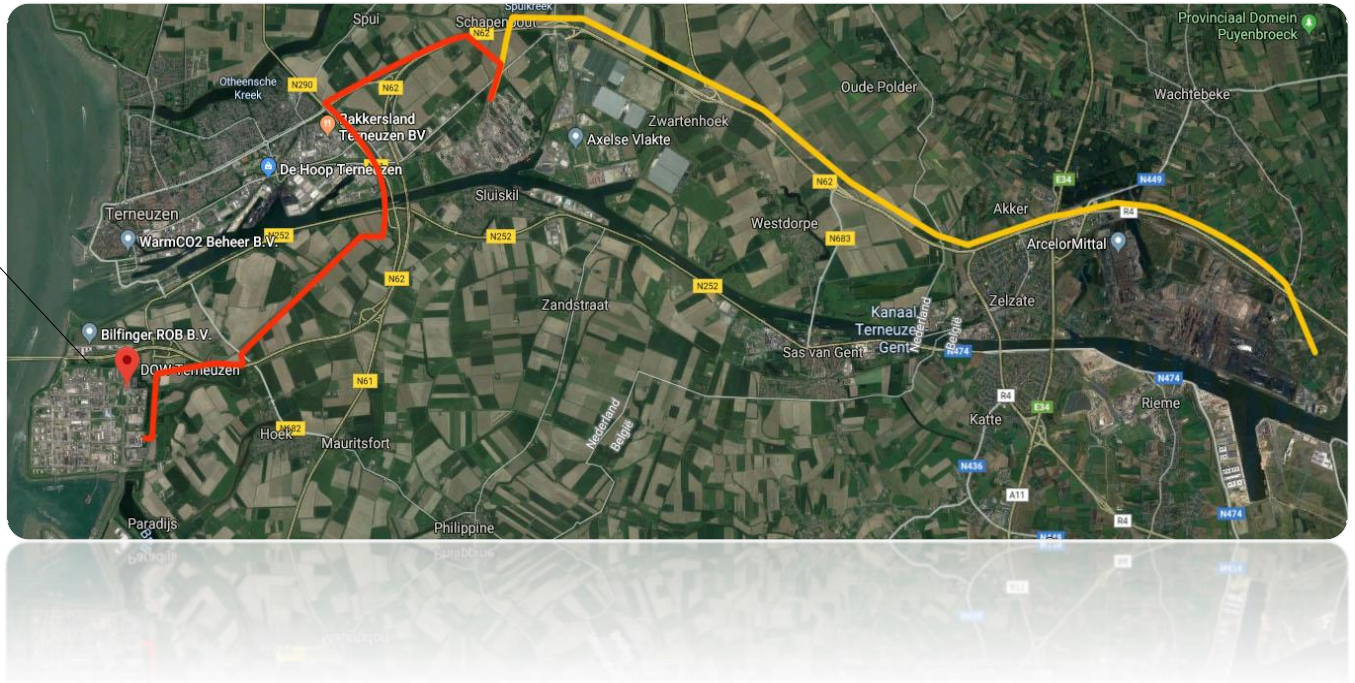 Spui
Schapenbout
Spuikreek
N62
Provinciaal Domein
Puyenbroeck
Otheensche
Kreek
N290
N62
Oude Polder
Wachtebeke
Bakkersland
Terneuzen BV
Zwartenhoek
Axelse Vlakte
De Hoop Terneuzen
N62
E34
N449
Sluiskil
Terneuzen
Westdorpe
Akker
R4
WarmCO2 Beheer B.V.
N252
N252
N683
ArcelorMittal
N62
N252
Zandstraat
Zelzate
Kanaal
Terneuzen
Gent
Nederland
België
Bilfinger ROB B.V.
DOW Terneuzen
Sas van Gent
N474
N61
N474
R4
E34
Rieme
Nederland
België
Katte
Hoek
N682
Mauritsfort
N436
A11
Paradijs
Philippine
R4
N474